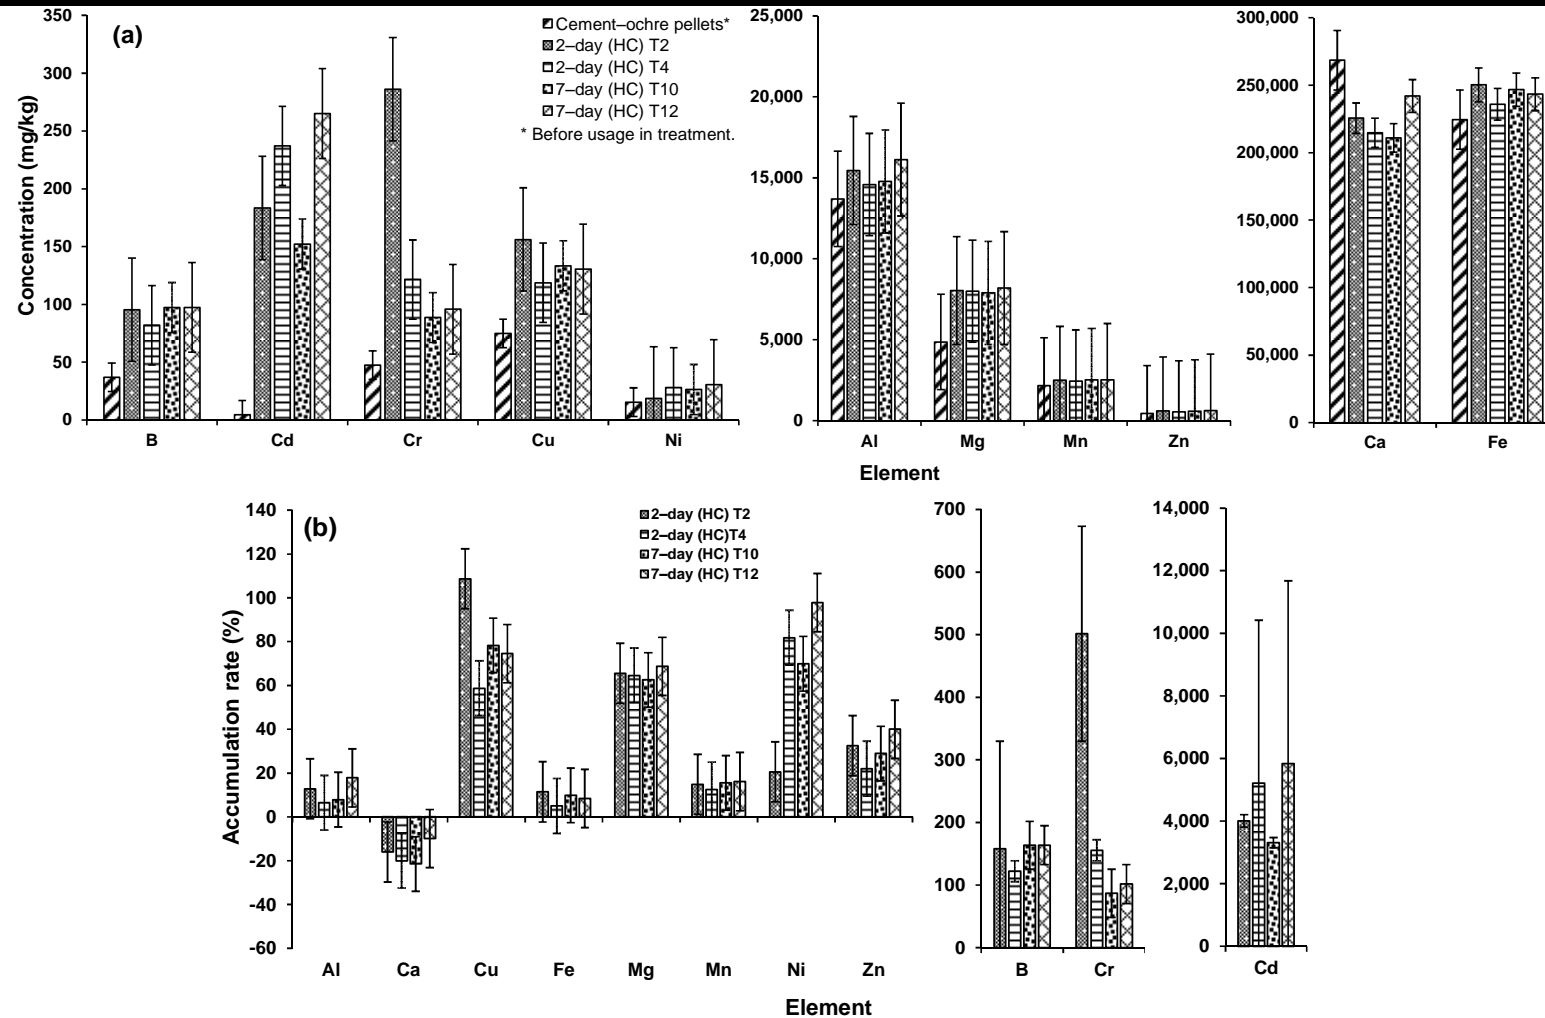 (a)
Concentration (mg/kg)
350
300
250
200
150
100
50
0
B Cd Cr Cu Ni
Cement–ochre pellets*
2–day (HC) T2
2–day (HC) T4
7–day (HC) T10
7–day (HC) T12
* Before usage in treatment.
25,000
20,000
15,000
10,000
5,000
0
Al Mg Mn Zn
300,000
250,000
200,000
150,000
100,000
50,000
0
Ca Fe
Element
(b)
Accumulation rate (%)
140
120
100
80
60
40
20
0
-20
-40
-60
Al Ca Cu Fe Mg Mn Ni Zn
2–day (HC) T2
2–day (HC)T4
7–day (HC) T10
7–day (HC) T12
700
600
500
400
300
200
100
0
B Cr
14,000
12,000
10,000
8,000
6,000
4,000
2,000
0
Cd
Element